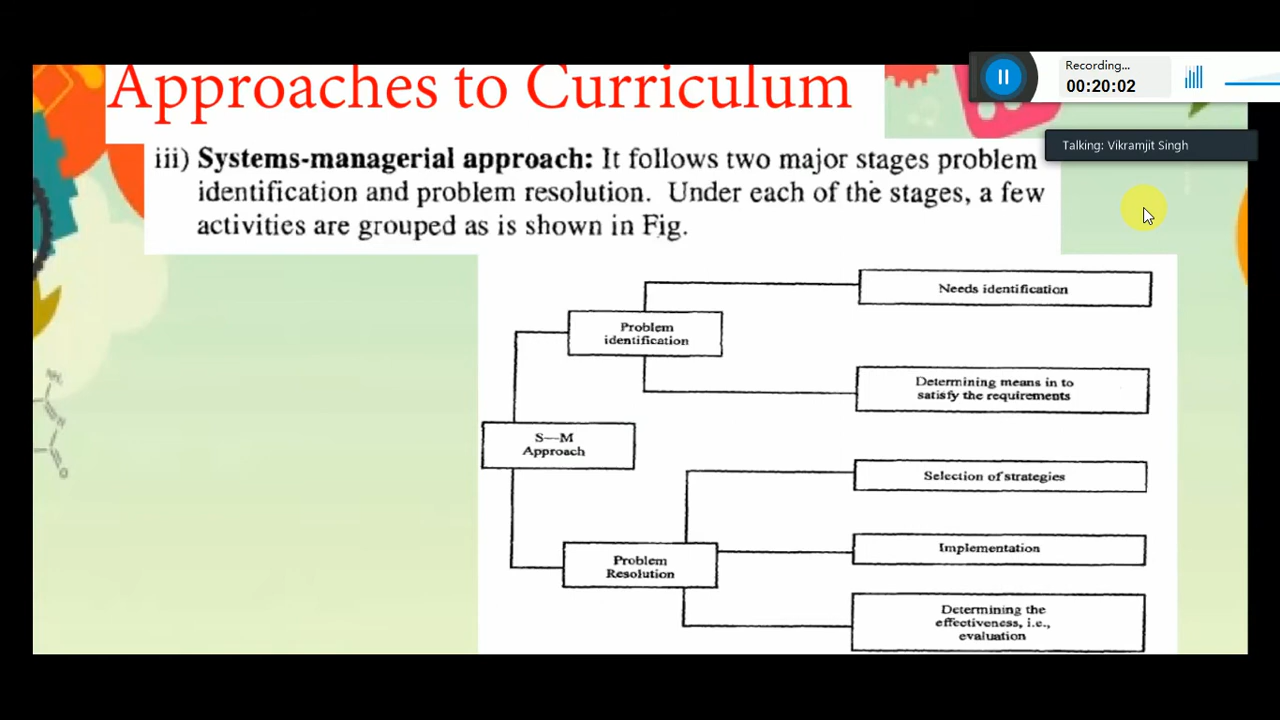 Approaches to Curriculum
Recording...
00:20:02
Talking: Vikramjit Singh
iii) Systems-managerial approach: It follows two major stages problem
identification and problem resolution. Under each of the stages, a few
activities are grouped as is shown in Fig.
Needs identification
Problem
identification
Determining means in to
satisfy the requirements
S—M
Approach
Selection of strategies
Implementation
Problem
Resolution
Determining the
effectiveness, i.e.,
evaluation
NH₂
N
O